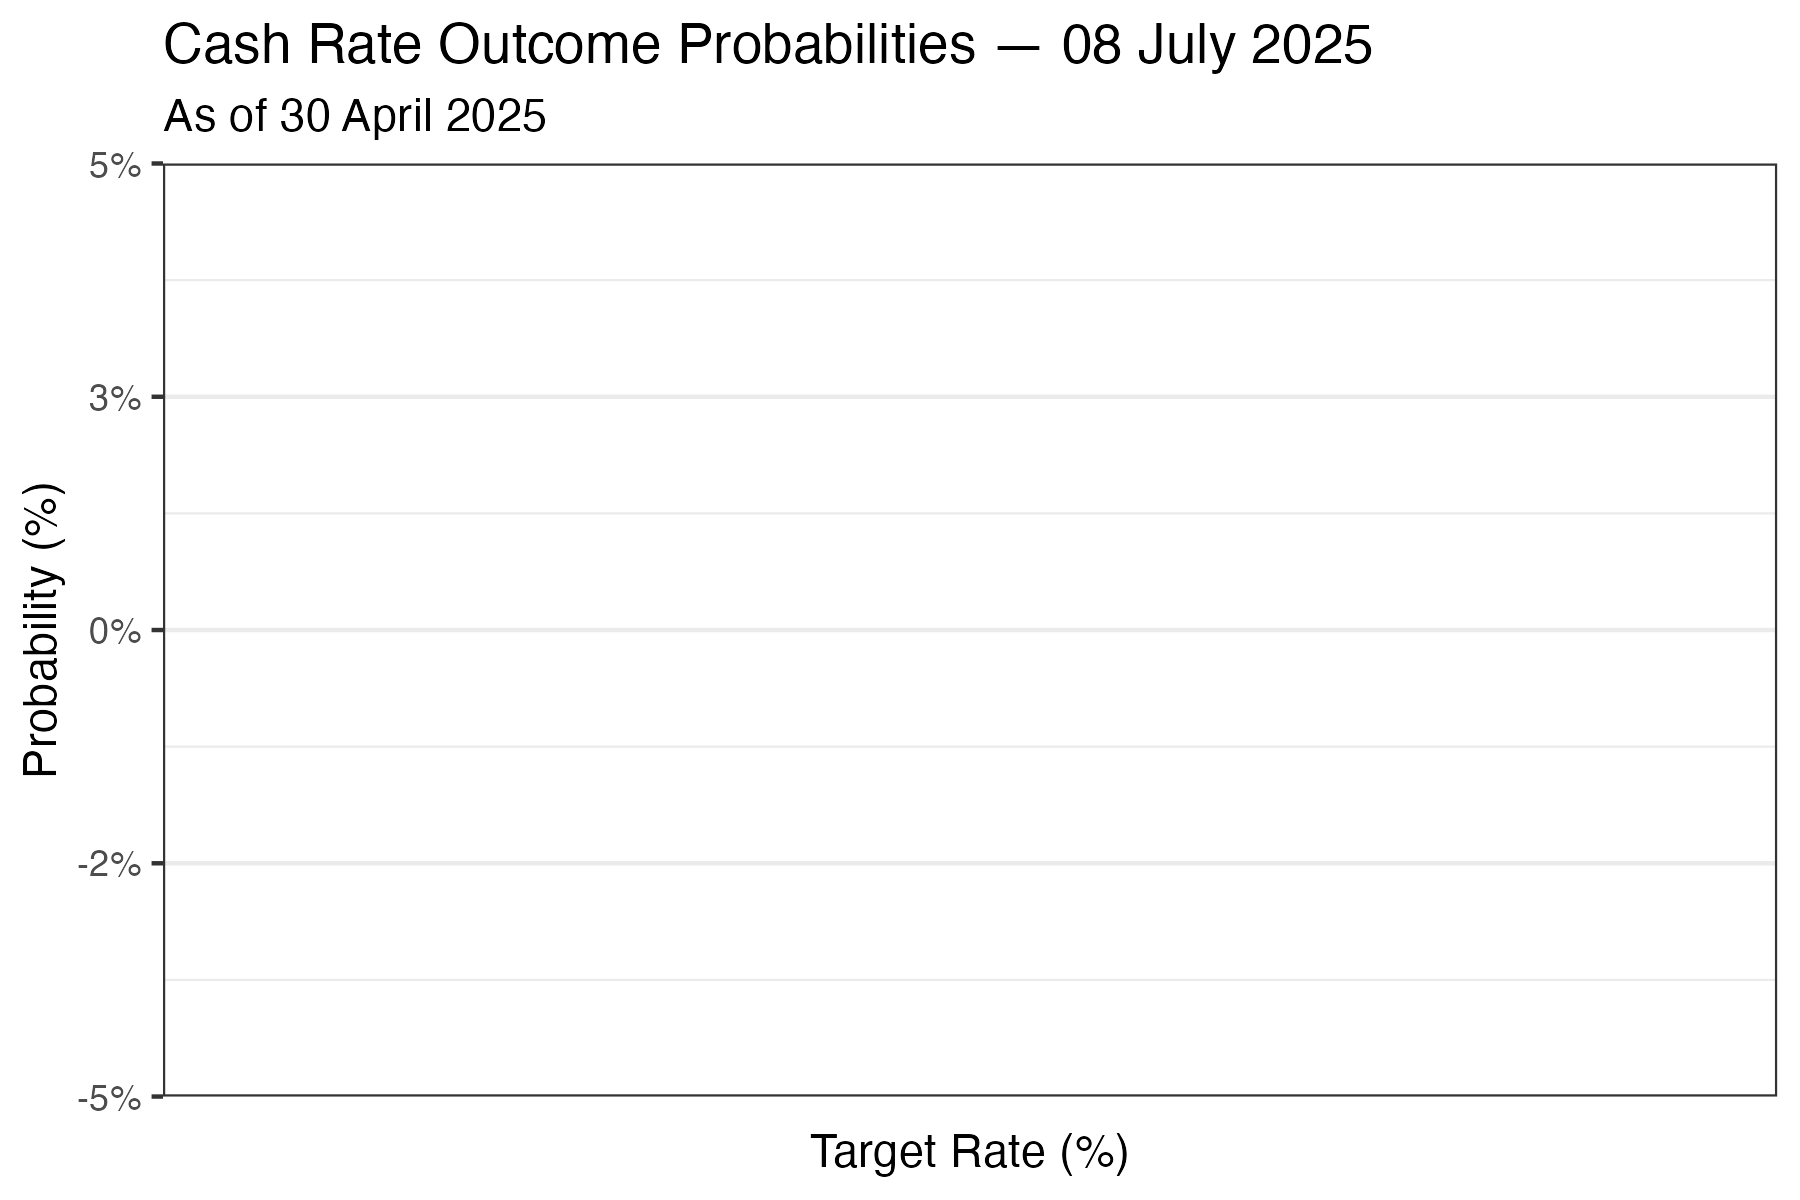 Cash Rate Outcome Probabilities — 08 July 2025
As of 30 April 2025
5%
3%
0%
-2%
-5%
Probability (%)
Target Rate (%)